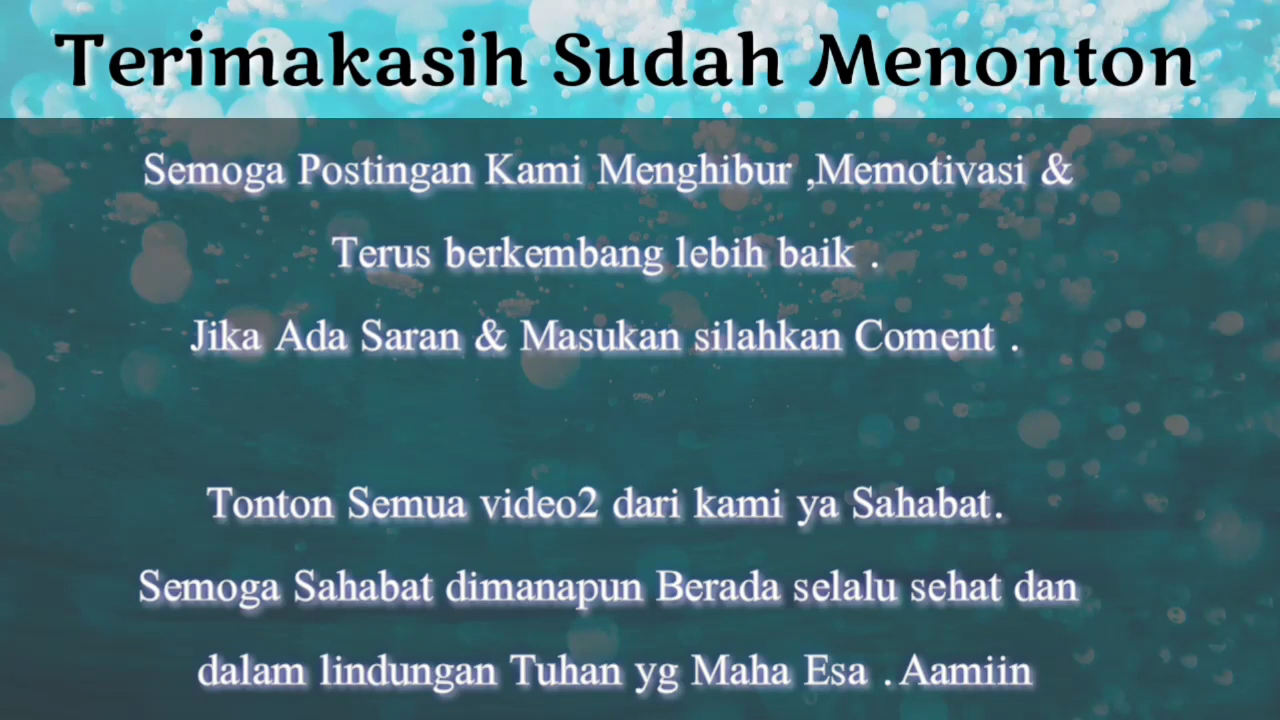 Terimakasih Sudah Menonton
Semoga Postingan Kami Menghibur ,Memotivasi &
Terus berkembang lebih baik .
Jika Ada Saran & Masukan silahkan Coment .
Tonton Semua video2 dari kami ya Sahabat.
Semoga Sahabat dimanapun Berada selalu sehat dan
dalam lindungan Tuhan yg Maha Esa . Aamiin